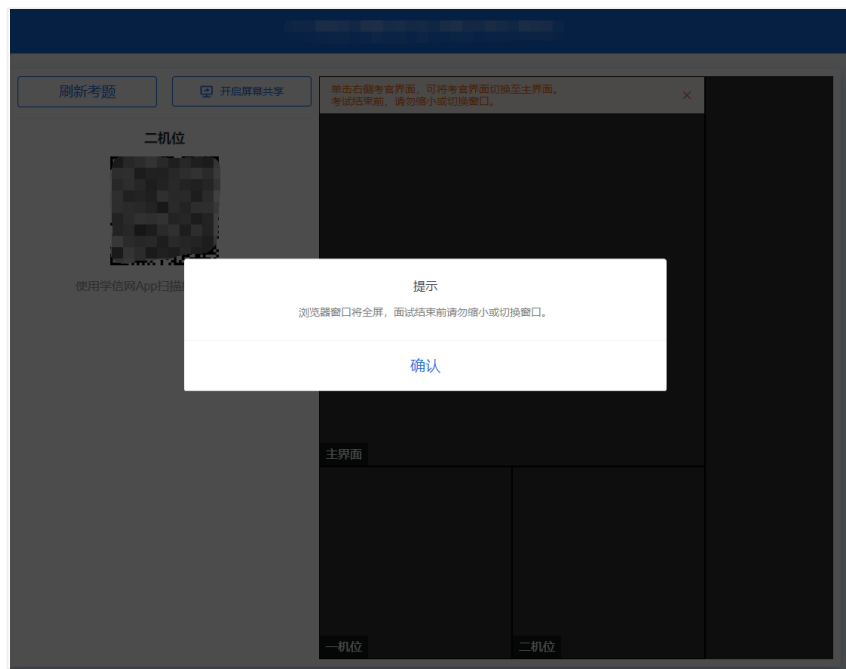 刷新考题
开启屏幕共享
单击右侧考官界面，可将考官界面切换至主界面。
考试结束前，请勿缩小或切换窗口。
二机位
使用学信网App扫描
提示
浏览器窗口将全屏，面试结束前请勿缩小或切换窗口。
确认
主界面
一机位
二机位